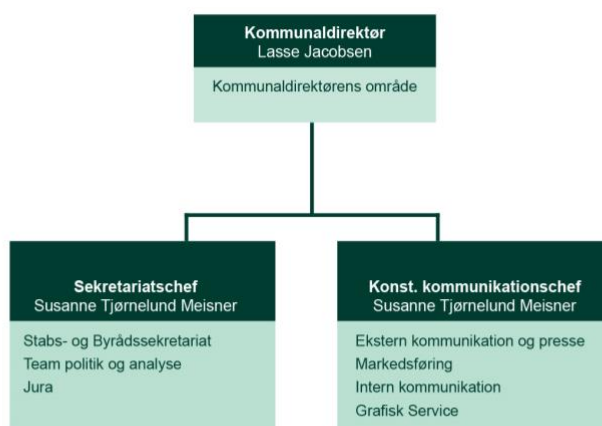 Kommunaldirektør
Lasse Jacobsen
Kommunaldirektørens område
Sekretariatschef
Susanne Tjørnelund Meisner
Stabs- og Byrådssekretariat
Team politik og analyse
Jura
Konst. kommunikationschef
Susanne Tjørnelund Meisner
Ekstern kommunikation og presse
Markedsføring
Intern kommunikation
Grafisk Service